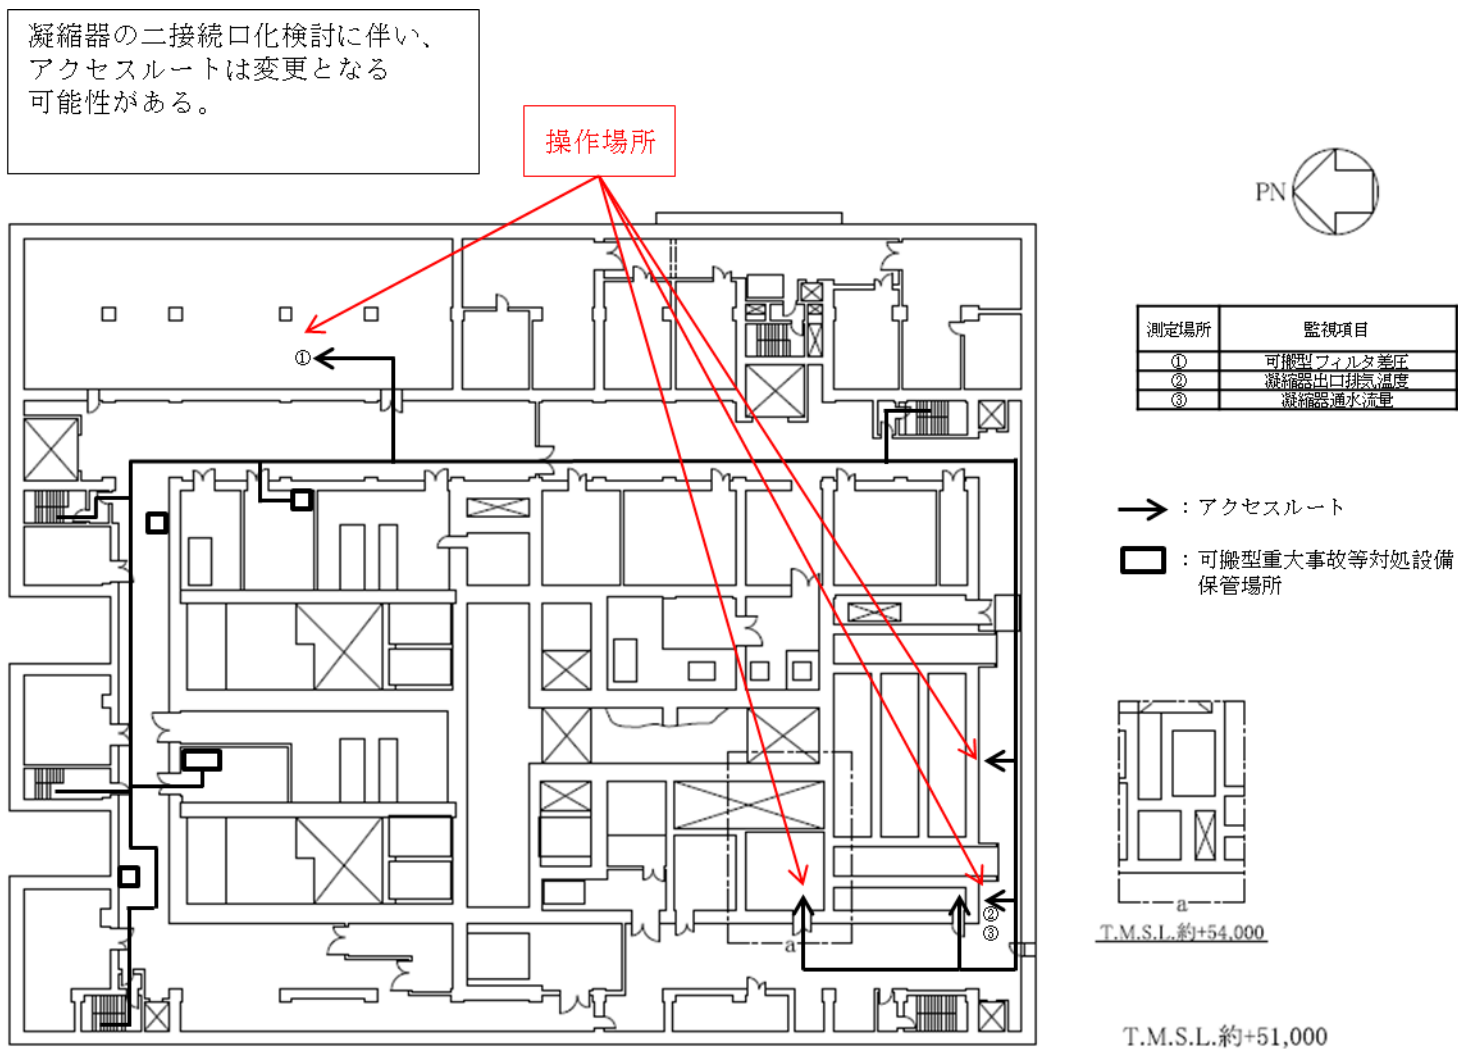 凝縮器の二接続口化検討に伴い、
アクセスルートは変更となる
可能性がある。
操作場所
PN
測定場所 監視項目
① 可搬型フィルタ差圧
② 凝縮器出口排気温度
③ 凝縮器通水流量
①
：アクセスルート
：可搬型重大事故等対処設備
保管場所
②
③
a
a
T.M.S.L.約+54,000
T.M.S.L.約+51,000